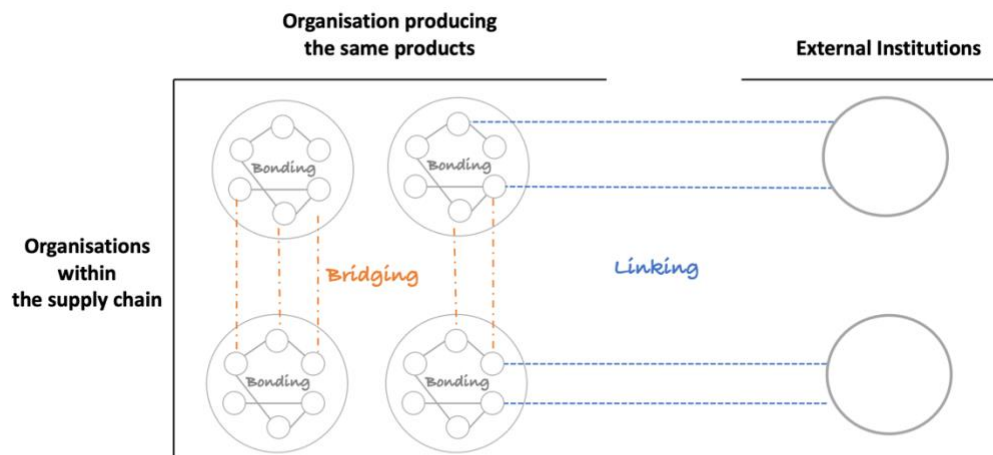 Organisation producing
the same products
External Institutions
Bonding
Bonding
Organisations
within
the supply chain
Bridging
Linking
Bonding
Bonding